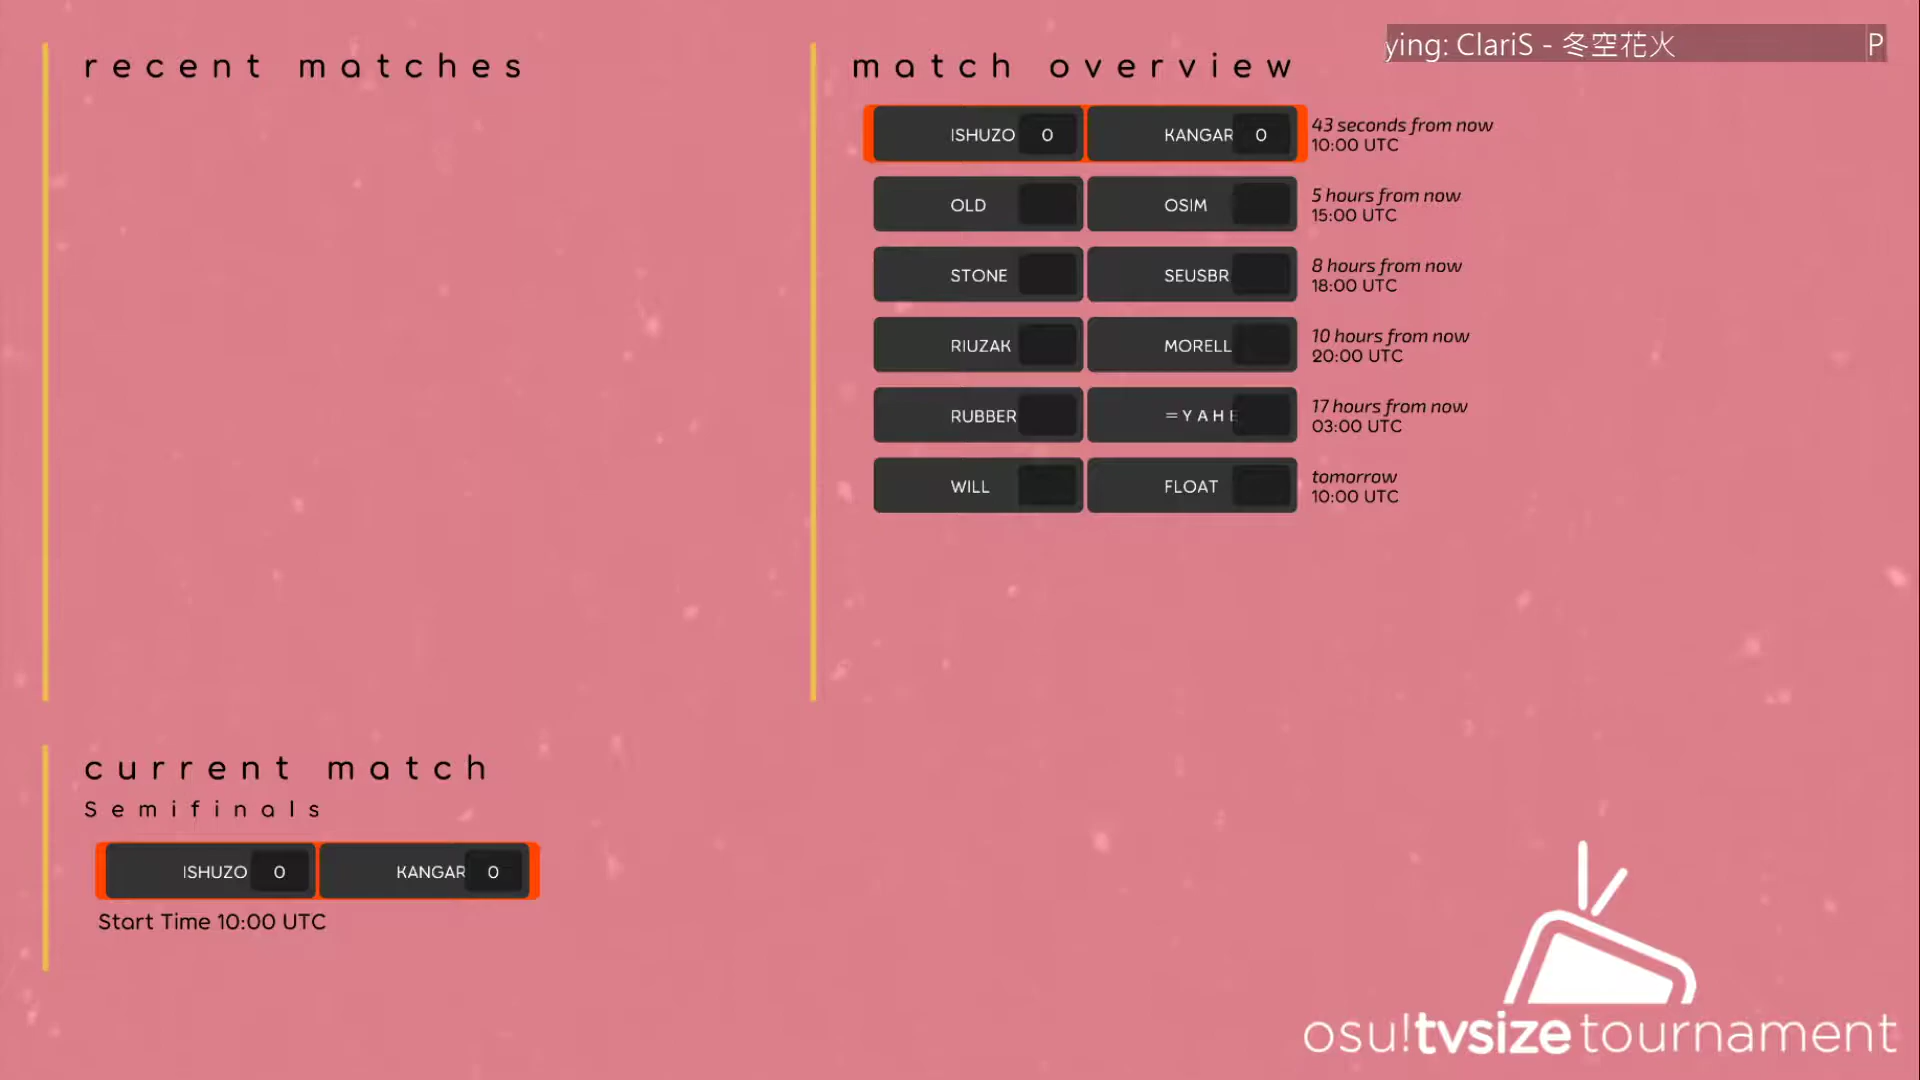 recent matches
match overview
ying: ClariS - 冬空花火 P
ISHUZO 0 KANGAR 0 43 seconds from now
10:00 UTC
OLD OSIM 5 hours from now
15:00 UTC
STONE SEUSBR 8 hours from now
18:00 UTC
RIUZAK MORELL 10 hours from now
20:00 UTC
RUBBER =YAHE 17 hours from now
03:00 UTC
WILL FLOAT tomorrow
10:00 UTC
current match
Semifinals
ISHUZO 0 KANGAR 0
Start Time 10:00 UTC
osu!tvsize tournament